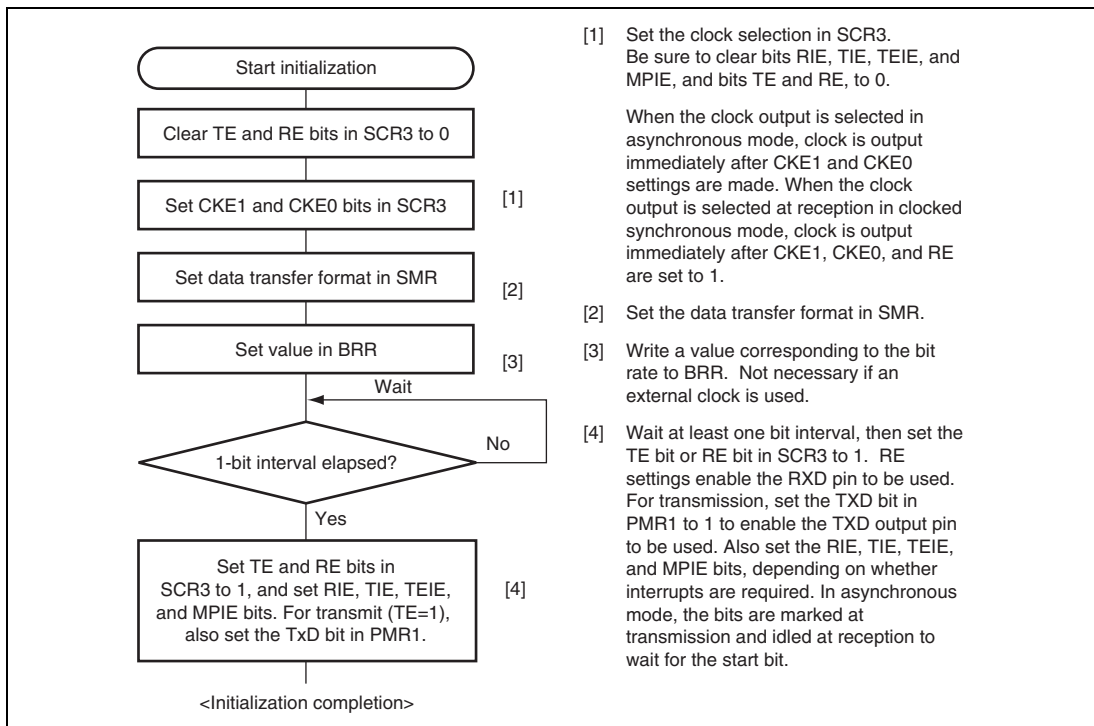 Start initialization
Clear TE and RE bits in SCR3 to 0
Set CKE1 and CKE0 bits in SCR3
[1]
Set data transfer format in SMR
[2]
Set value in BRR
[3]
Wait
1-bit interval elapsed?
No
Yes
Set TE and RE bits in
SCR3 to 1, and set RIE, TIE, TEIE,
and MPIE bits. For transmit (TE=1),
also set the TxD bit in PMR1.
[4]
<Initialization completion>
[1] Set the clock selection in SCR3.
Be sure to clear bits RIE, TIE, TEIE, and
MPIE, and bits TE and RE, to 0.
When the clock output is selected in
asynchronous mode, clock is output
immediately after CKE1 and CKE0
settings are made. When the clock
output is selected at reception in clocked
synchronous mode, clock is output
immediately after CKE1, CKE0, and RE
are set to 1.
[2] Set the data transfer format in SMR.
[3] Write a value corresponding to the bit
rate to BRR. Not necessary if an
external clock is used.
[4] Wait at least one bit interval, then set the
TE bit or RE bit in SCR3 to 1. RE
settings enable the RXD pin to be used.
For transmission, set the TXD bit in
PMR1 to 1 to enable the TXD output pin
to be used. Also set the RIE, TIE, TEIE,
and MPIE bits, depending on whether
interrupts are required. In asynchronous
mode, the bits are marked at
transmission and idled at reception to
wait for the start bit.